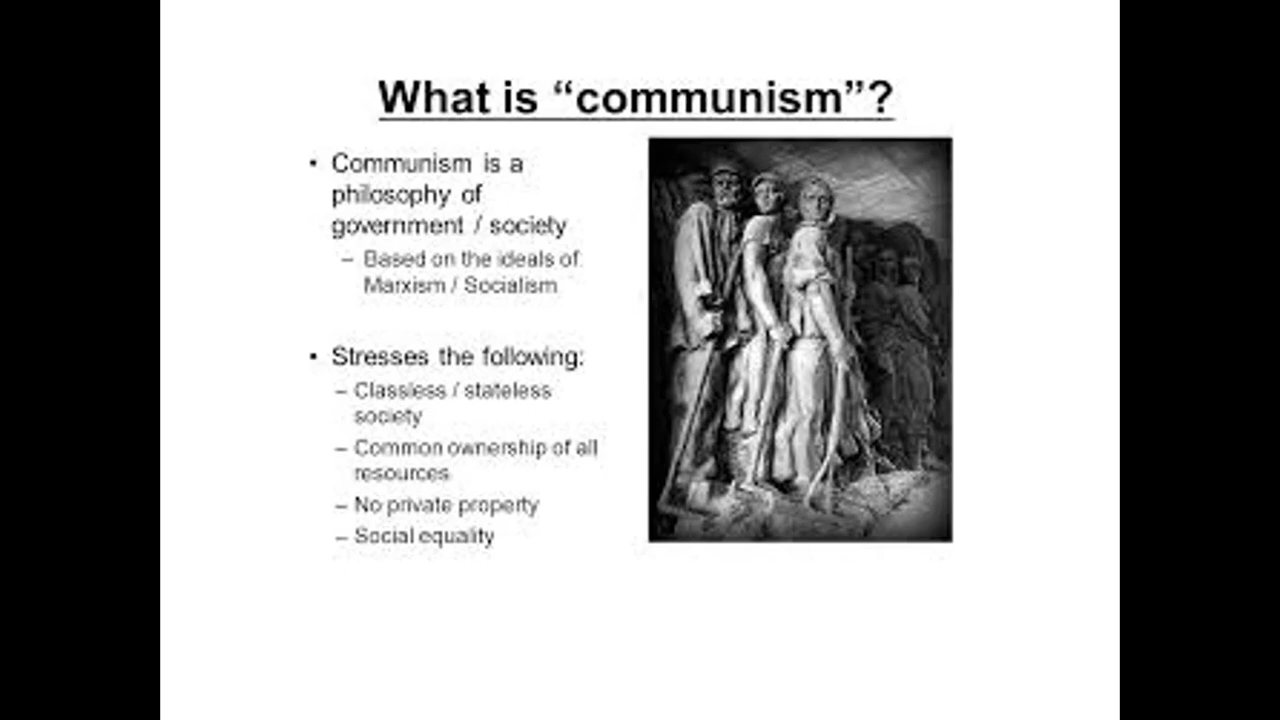 What is “communism”?
• Communism is a
philosophy of
government / society
– Based on the ideals of
Marxism / Socialism
• Stresses the following:
– Classless / stateless
society
– Common ownership of all
resources
– No private property
– Social equality